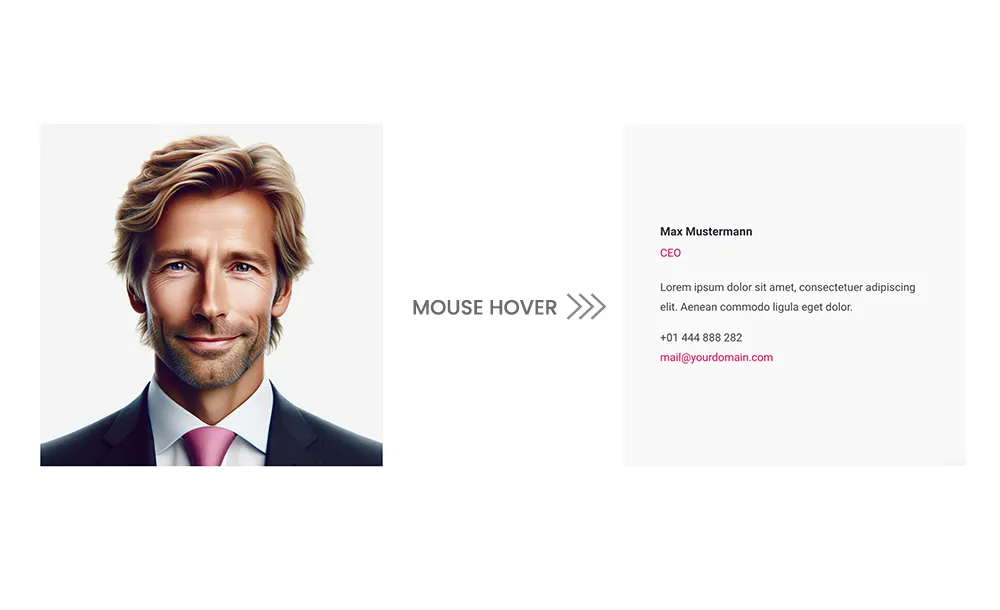 MOUSE HOVER
Max Mustermann
CEO
Lorem ipsum dolor sit amet, consectetuer adipiscing
elit. Aenean commodo ligula eget dolor.
+01 444 888 282
mail@yourdomain.com